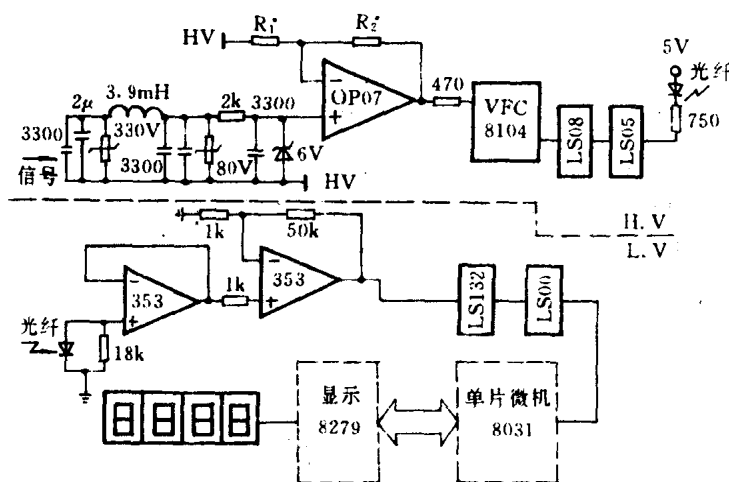 HV
R₁*
R₂*
5V
光纤
2μ
3.9mH
2k
3300
OP07
470
VFC
8104
LS08
LS05
750
3300
330V
3300
80V
6V
信号
HV
H.V
L.V
1k
50k
353
1k
353
LS132
LS00
光纤
18k
显示
8279
单片微机
8031